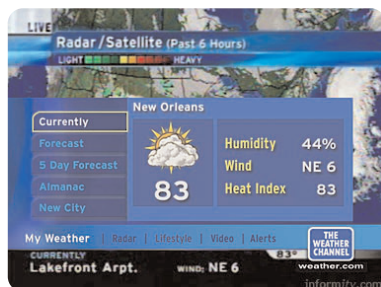 LIVE
Radar/Satellite (Past 6 Hours)
LIGHT HEAVY
New Orleans
Currently
Forecast
5 Day Forecast
Almanac
New City
83
Humidity 44%
Wind NE 6
Heat Index 83
My Weather | Radar | Lifestyle | Video | Alerts
THE
WEATHER
CHANNEL
weather.com
CURRENTLY 83°
Lakefront Arpt. WIND: NE 6
informitv.com